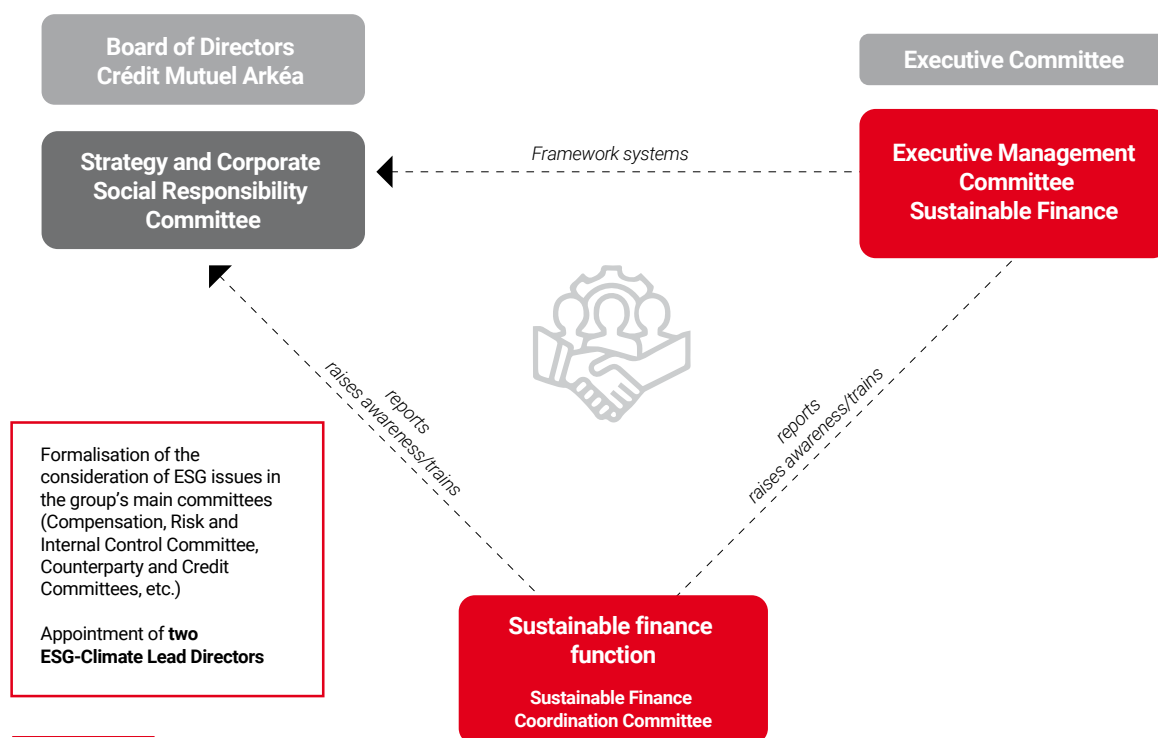 Board of Directors
Crédit Mutuel Arkéa
Executive Committee
Strategy and Corporate
Social Responsibility
Committee
Framework systems
Executive Management
Committee
Sustainable Finance
reports
raises awareness/trains
reports
raises awareness/trains
Formalisation of the
consideration of ESG issues in
the group's main committees
(Compensation, Risk and
Internal Control Committee,
Counterparty and Credit
Committees, etc.)
Appointment of two
ESG-Climate Lead Directors
Sustainable finance
function
Sustainable Finance
Coordination Committee